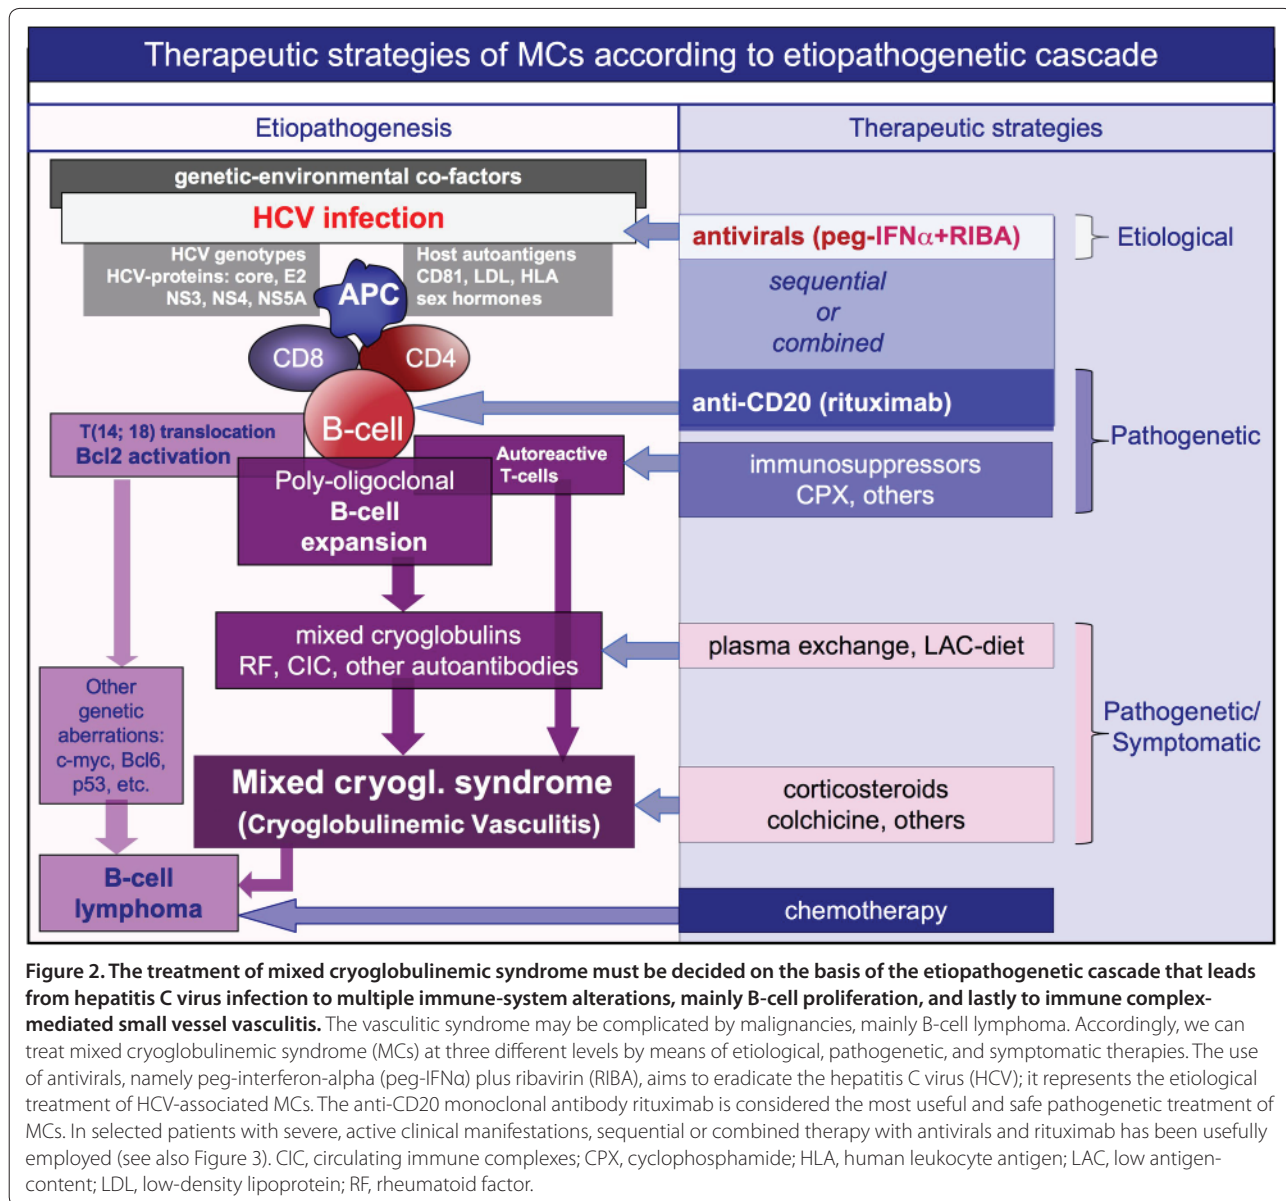 Therapeutic strategies of MCs according to etiopathogenetic cascade
Etiopathogenesis
Therapeutic strategies
genetic-environmental co-factors
HCV infection
HCV genotypes
HCV-proteins: core, E2
NS3, NS4, NS5A
Host autoantigens
CD81, LDL, HLA
sex hormones
APC
CD8
CD4
B-cell
T(14; 18) translocation
Bcl2 activation
Autoreactive
T-cells
Poly-oligoclonal
B-cell
expansion
mixed cryoglobulins
RF, CIC, other autoantibodies
Other
genetic
aberrations:
c-myc, Bcl6,
p53, etc.
Mixed cryogl. syndrome
(Cryoglobulinemic Vasculitis)
B-cell
lymphoma
antivirals (peg-IFNα+RIBA)
sequential
or
combined
anti-CD20 (rituximab)
immunosuppressors
CPX, others
plasma exchange, LAC-diet
corticosteroids
colchicine, others
chemotherapy
Etiological
Pathogenetic
Pathogenetic/
Symptomatic
Figure 2. The treatment of mixed cryoglobulinemic syndrome must be decided on the basis of the etiopathogenetic cascade that leads
from hepatitis C virus infection to multiple immune-system alterations, mainly B-cell proliferation, and lastly to immune complex-
mediated small vessel vasculitis. The vasculitic syndrome may be complicated by malignancies, mainly B-cell lymphoma. Accordingly, we can
treat mixed cryoglobulinemic syndrome (MCs) at three different levels by means of etiological, pathogenetic, and symptomatic therapies. The use
of antivirals, namely peg-interferon-alpha (peg-IFNα) plus ribavirin (RIBA), aims to eradicate the hepatitis C virus (HCV); it represents the etiological
treatment of HCV-associated MCs. The anti-CD20 monoclonal antibody rituximab is considered the most useful and safe pathogenetic treatment of
MCs. In selected patients with severe, active clinical manifestations, sequential or combined therapy with antivirals and rituximab has been usefully
employed (see also Figure 3). CIC, circulating immune complexes; CPX, cyclophosphamide; HLA, human leukocyte antigen; LAC, low antigen-
content; LDL, low-density lipoprotein; RF, rheumatoid factor.